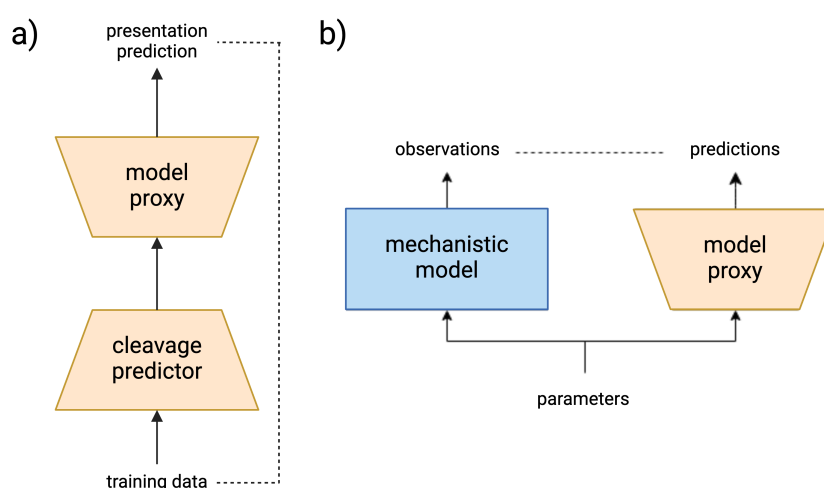 a)
presentation
prediction
model
proxy
cleavage
predictor
training data
b)
observations
predictions
mechanistic
model
model
proxy
parameters